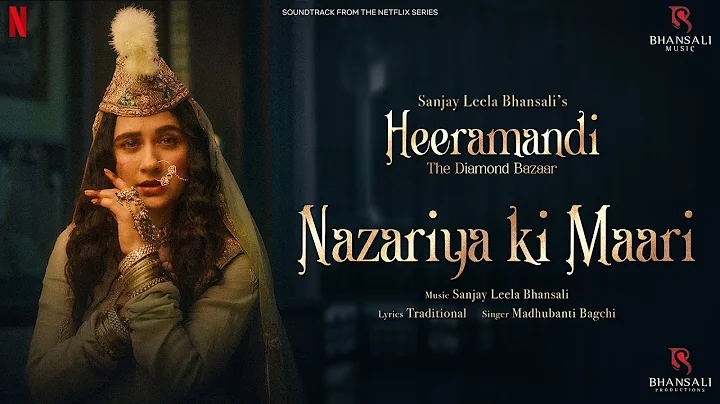 N
SOUNDTRACK FROM THE NETFLIX SERIES
BHANSALI
MUSIC
Sanjay Leela Bhansali's
Heeramandi
The Diamond Bazaar
Nazariya ki Maari
Music Sanjay Leela Bhansali
Lyrics Traditional Singer Madhubanti Bagchi
BHANSALI
PRODUCTIONS